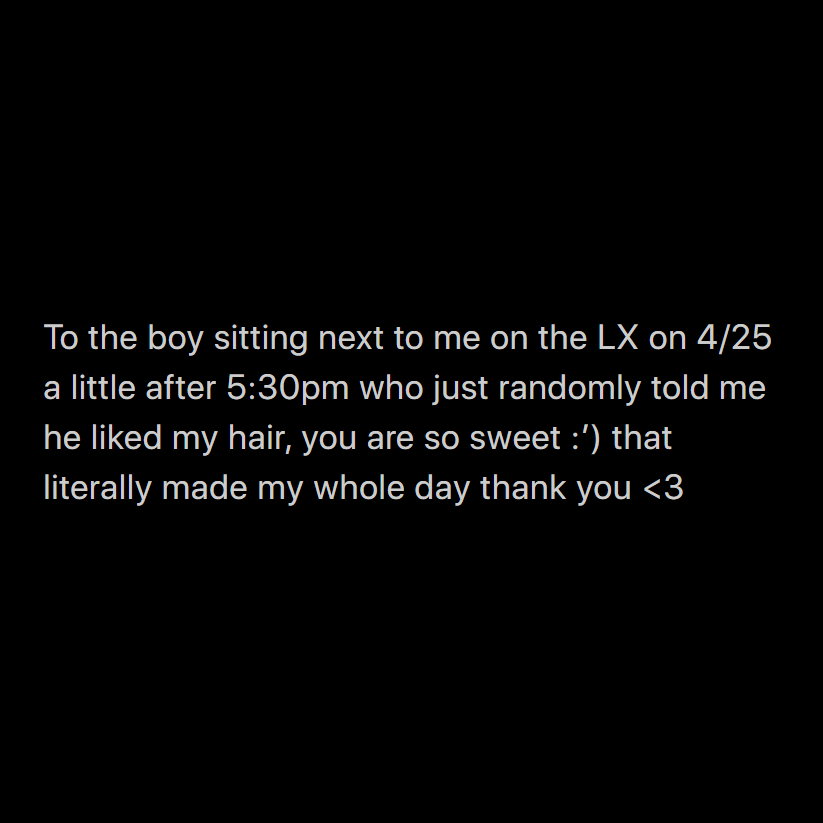 To the boy sitting next to me on the LX on 4/25
a little after 5:30pm who just randomly told me
he liked my hair, you are so sweet :’) that
literally made my whole day thank you <3